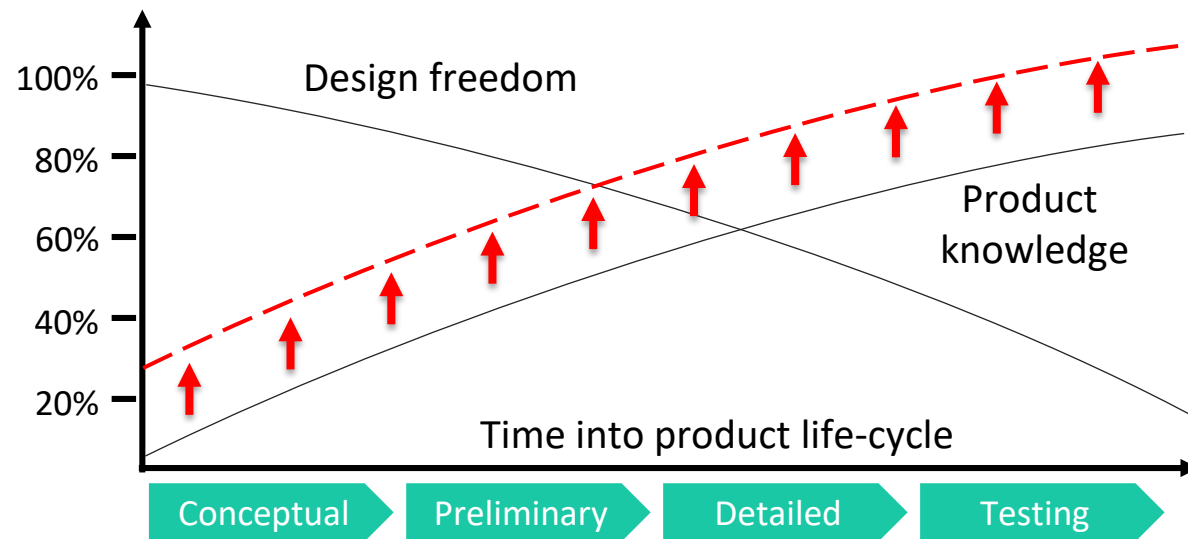 100%
80%
60%
40%
20%
Design freedom
Product
knowledge
Time into product life-cycle
Conceptual
Preliminary
Detailed
Testing